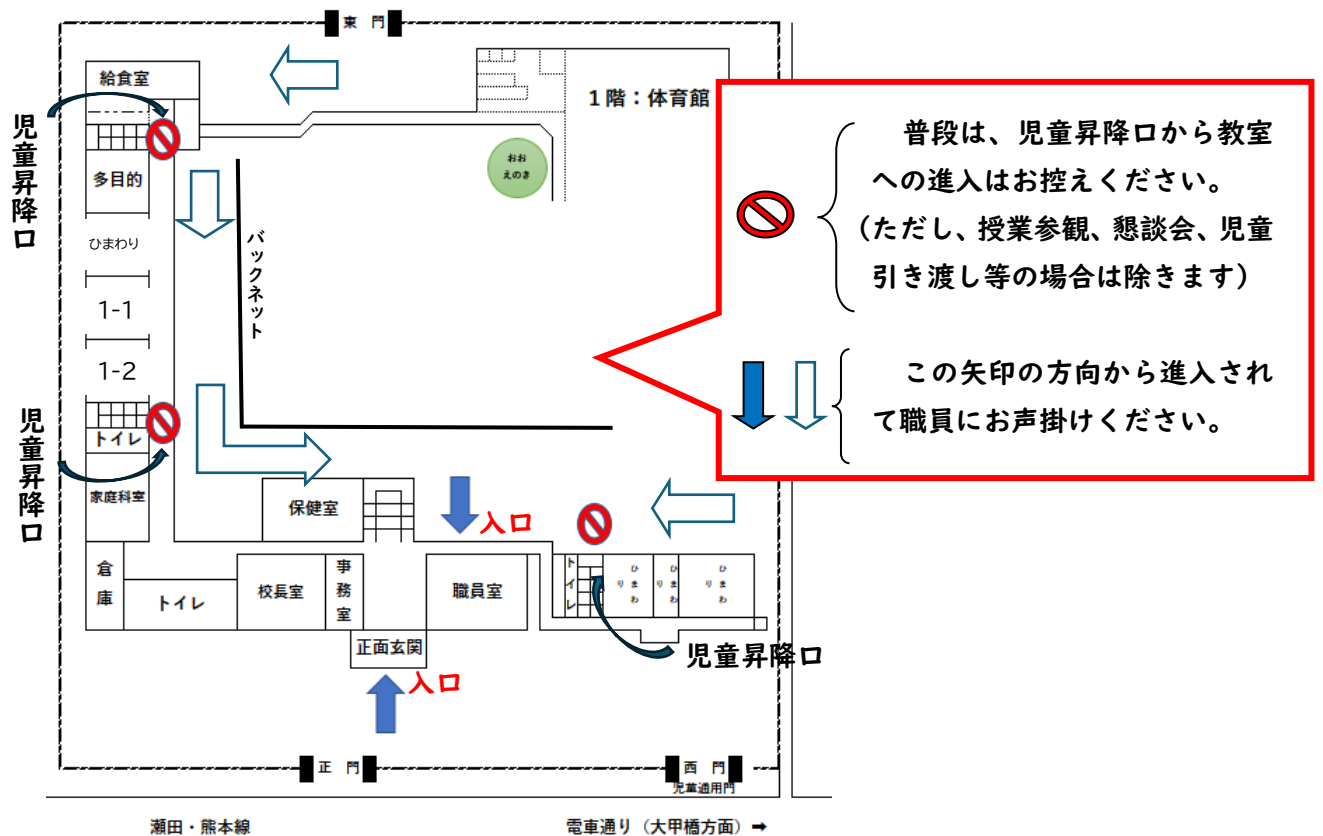 東 門
給食室
1階：体育館
児童昇降口
おお
えのき
多目的
ひまわり
バックネット
1-1
1-2
トイレ
児童昇降口
家庭科室
保健室
入口
倉庫
トイレ
校長室
事務室
職員室
トイレ
ひまわり
ひまわり
ひまわり
正面玄関
児童昇降口
入口
正 門
西 門
児童通用門
瀬田・熊本線
電車通り（大甲橋方面）➡
普段は、児童昇降口から教室
への進入はお控えください。
（ただし、授業参観、懇談会、児童
引き渡し等の場合は除きます）
この矢印の方向から進入され
て職員にお声掛けください。